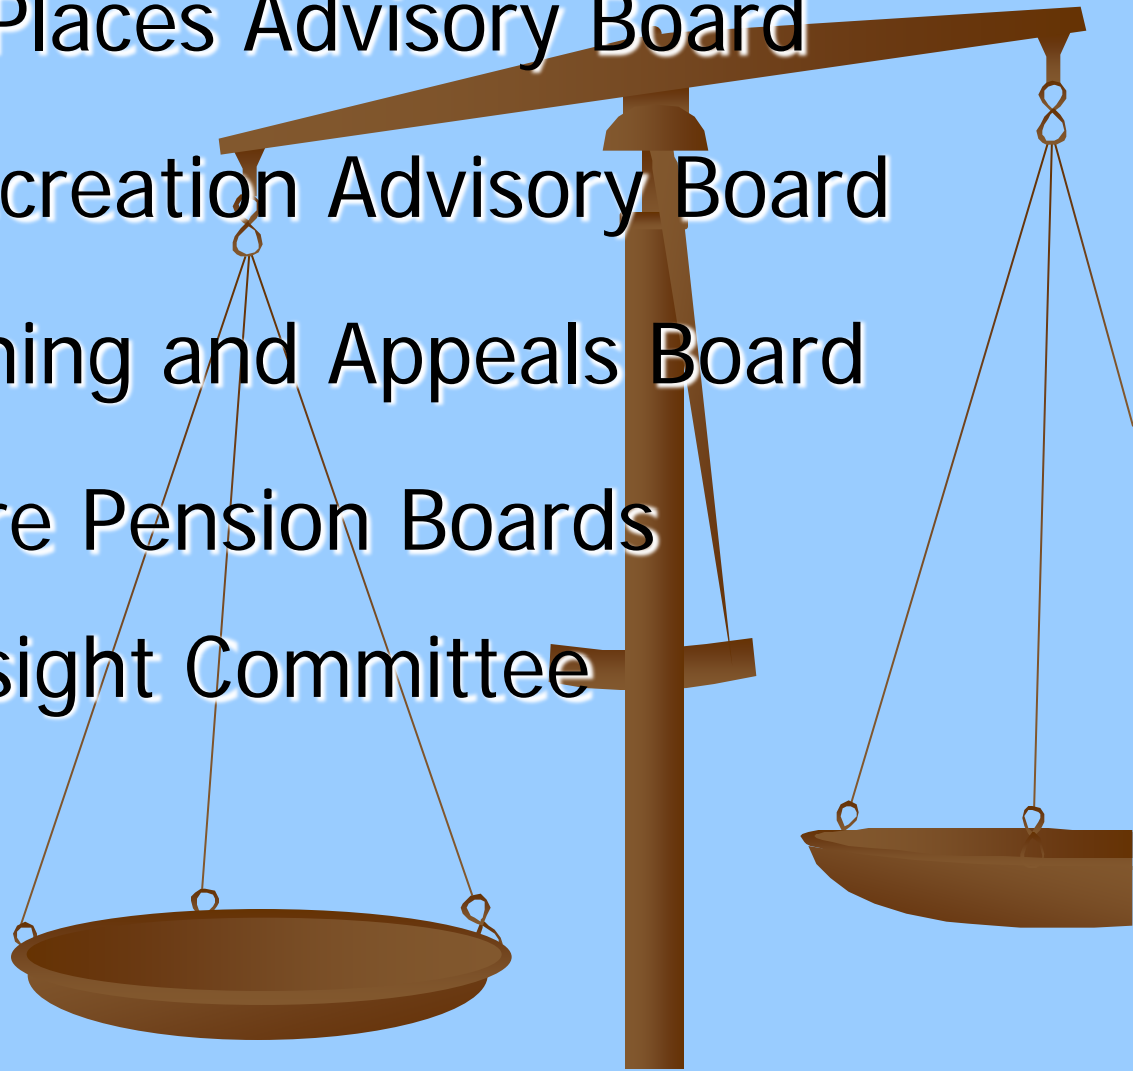 Places Advisory Board
creation Advisory Board
ning and Appeals Board
re Pension Boards
sight Committee